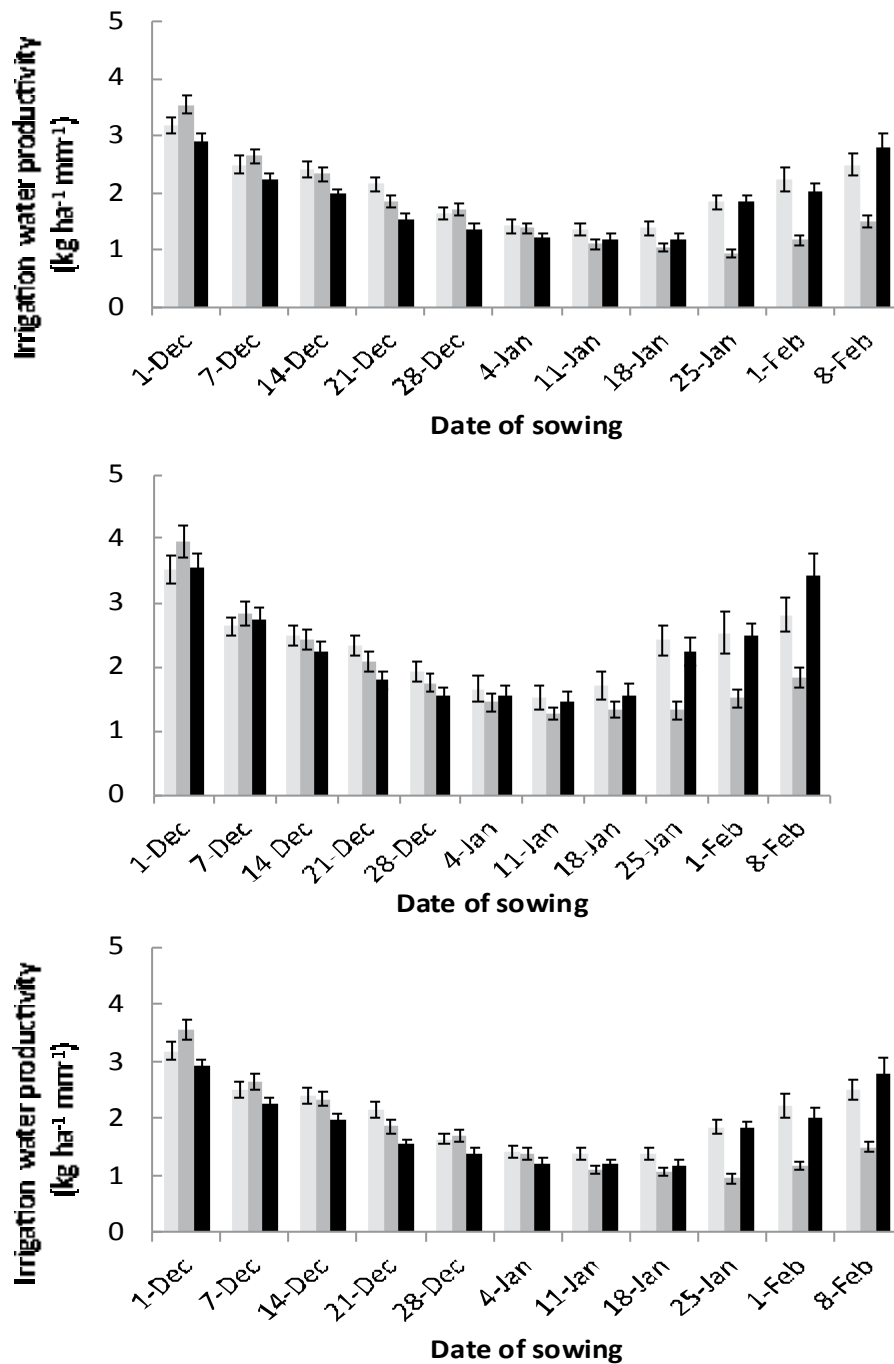 Irrigation water productivity
(kg ha⁻¹ mm⁻¹)
5
4
3
2
1
0
1-Dec
7-Dec
14-Dec
21-Dec
28-Dec
4-Jan
11-Jan
18-Jan
25-Jan
1-Feb
8-Feb
Date of sowing
5
4
3
2
1
0
1-Dec
7-Dec
14 Dec
21-Dec
28-Dec
4-Jan
11-Jan
18-Jan
25-Jan
1-Feb
8-Feb
Date of sowing
Irrigation water productivity
(kg ha⁻¹ mm⁻¹)
5
4
3
2
1
0
1-Dec
7-Dec
14-Dec
21-Dec
28-Dec
4-Jan
11-Jan
18-Jan
25-Jan
1-Feb
8-Feb
Date of sowing